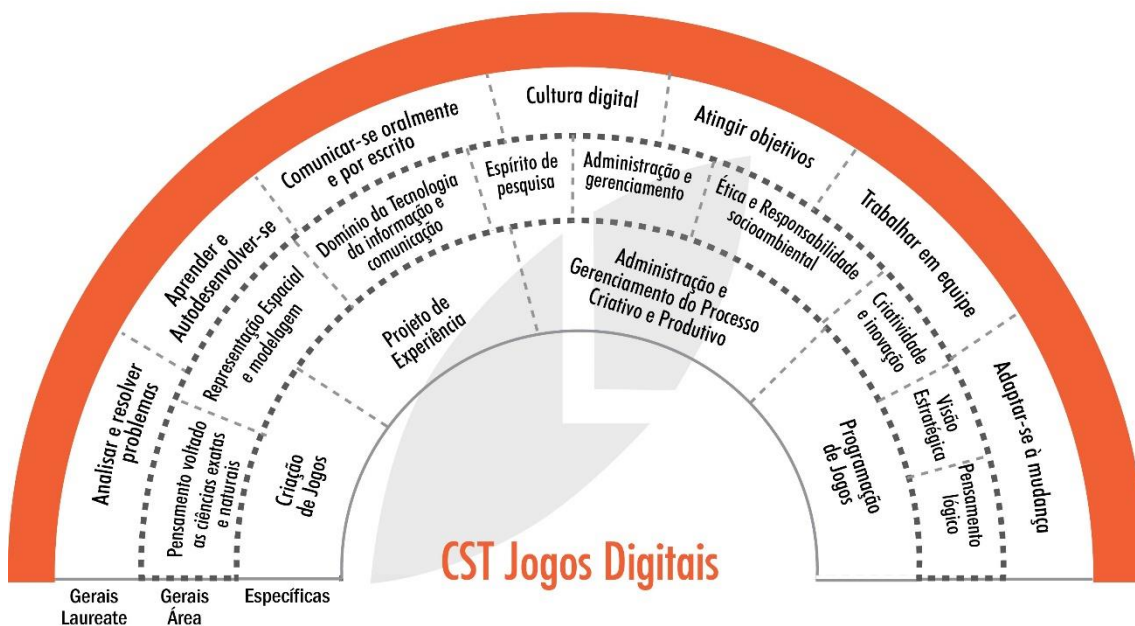 Analisar e resolver
problemas
Aprender e
Autodesenvolver-se
Comunicar-se oralmente
e por escrito
Cultura digital
Atingir objetivos
Trabalhar em equipe
Adaptar-se à mudança
Pensamento voltado
as ciências exatas
e naturais
Representação Espacial
e modelagem
Domínio da Tecnologia
da informação e
comunicação
Espírito de
pesquisa
Administração e
gerenciamento
Ética e Responsabilidade
socioambiental
Criatividade
e inovação
Visão
Estratégica
Pensamento
lógico
Criação
de Jogos
Projeto de
Experiência
Administração e
Gerenciamento do Processo
Criativo e Produtivo
Programação
de Jogos
CST Jogos Digitais
Gerais
Laureate
Gerais
Área
Específicas